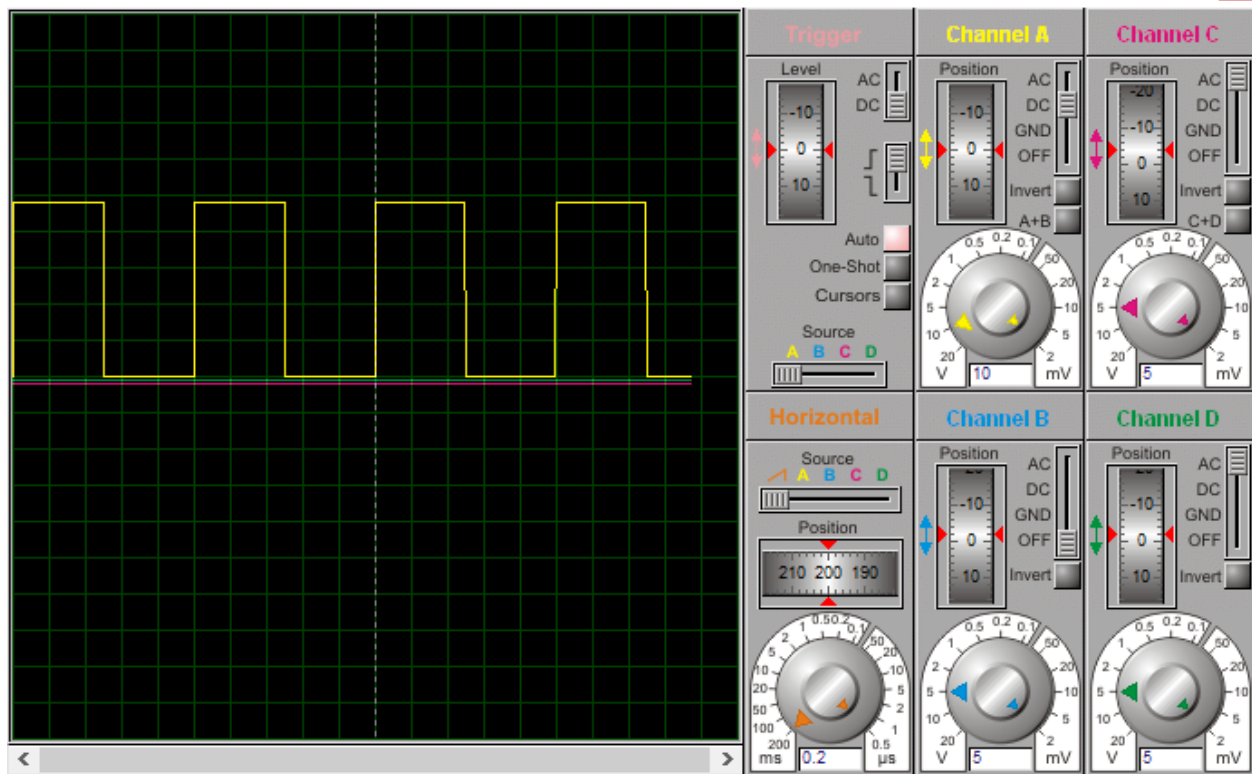 Trigger
Level
-10
0
10
AC
DC
Auto
One-Shot
Cursors
Source
A B C D
Channel A
Position
-10
0
10
AC
DC
GND
OFF
Invert
A+B
20 10 5 2 1 0.5 0.2 0.1 50 20 10 5 2
V 10 mV
Channel C
Position
-20
-10
0
10
AC
DC
GND
OFF
Invert
C+D
20 10 5 2 1 0.5 0.2 0.1 50 20 10 5 2
V 5 mV
Horizontal
Source
A B C D
Position
210 200 190
200 100 50 20 10 5 2 1 0.5 0.2 0.1 50 20 10 5 2 1 0.5
ms 0.2 µs
Channel B
Position
-10
0
10
AC
DC
GND
OFF
Invert
20 10 5 2 1 0.5 0.2 0.1 50 20 10 5 2
V 5 mV
Channel D
Position
-10
0
10
AC
DC
GND
OFF
Invert
20 10 5 2 1 0.5 0.2 0.1 50 20 10 5 2
V 5 mV